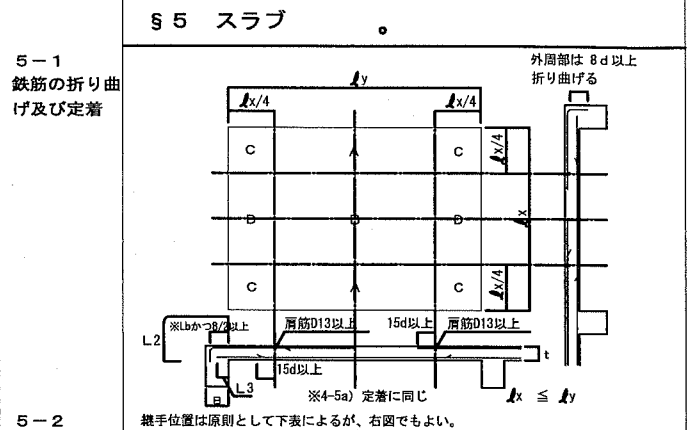 §5 スラブ
5-1
鉄筋の折り曲
げ及び定着
外周部は 8d以上
折り曲げる
ℓy
ℓx/4
ℓx/4
C
A
C
ℓx/4
D
B
D
ℓx
C
A
C
ℓx/4
※Lbかつ8/2以上
肩筋D13以上
15d以上
肩筋D13以上
L2
t
15d以上
L3
B
※4-5a) 定着に同じ
ℓx ≦ ℓy
5-2
継手位置は原則として下表によるが、右図でもよい。